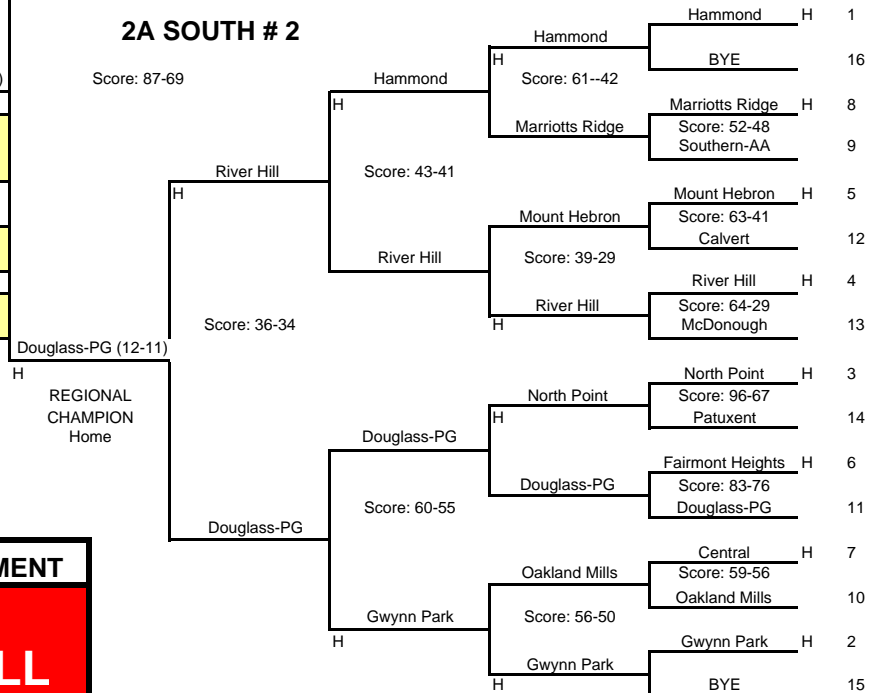 2A SOUTH # 2
Score: 87-69
)
Hammond H 1
Hammond
H
BYE 16
Score: 61--42
Hammond
H
Marriotts Ridge H 8
Marriotts Ridge
Score: 52-48
Southern-AA 9
River Hill
H
Score: 43-41
Mount Hebron H 5
Mount Hebron
Score: 63-41
Calvert 12
River Hill
Score: 39-29
River Hill H 4
River Hill
H
Score: 64-29
McDonough 13
Score: 36-34
Douglass-PG (12-11)
H
REGIONAL
CHAMPION
Home
North Point H 3
North Point
H
Score: 96-67
Patuxent 14
Douglass-PG
Fairmont Heights H 6
Douglass-PG
Score: 83-76
Douglass-PG 11
Score: 60-55
Douglass-PG
Central H 7
Oakland Mills
Score: 59-56
Oakland Mills 10
Gwynn Park
H
Score: 56-50
Gwynn Park H 2
Gwynn Park
H
BYE 15
MENT
LL